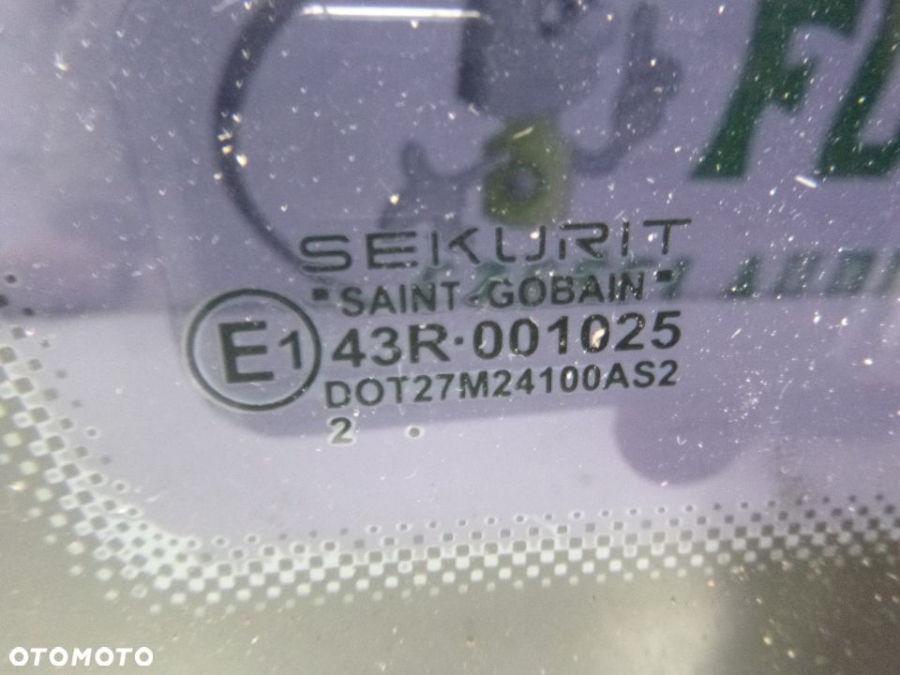 SEKURIT
"SAINT-GOBAIN"
E1 43R·001025
DOT27M24100AS2
2 .
OTOMOTO